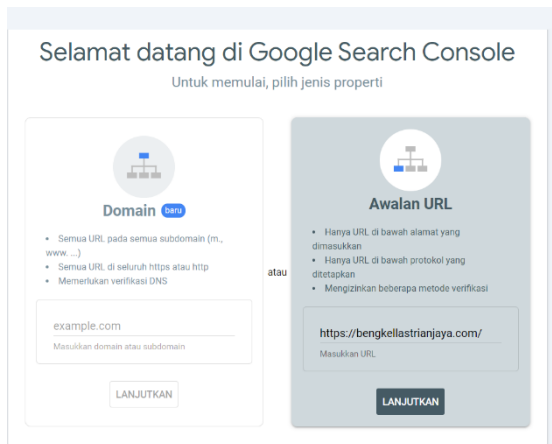 Selamat datang di Google Search Console
Untuk memulai, pilih jenis properti
Domain baru
• Semua URL pada semua subdomain (m.,
www. ...)
• Semua URL di seluruh https atau http
• Memerlukan verifikasi DNS
example.com
Masukkan domain atau subdomain
LANJUTKAN
atau
Awalan URL
• Hanya URL di bawah alamat yang
dimasukkan
• Hanya URL di bawah protokol yang
ditetapkan
• Mengizinkan beberapa metode verifikasi
https://bengkellastrianjaya.com/
Masukkan URL
LANJUTKAN